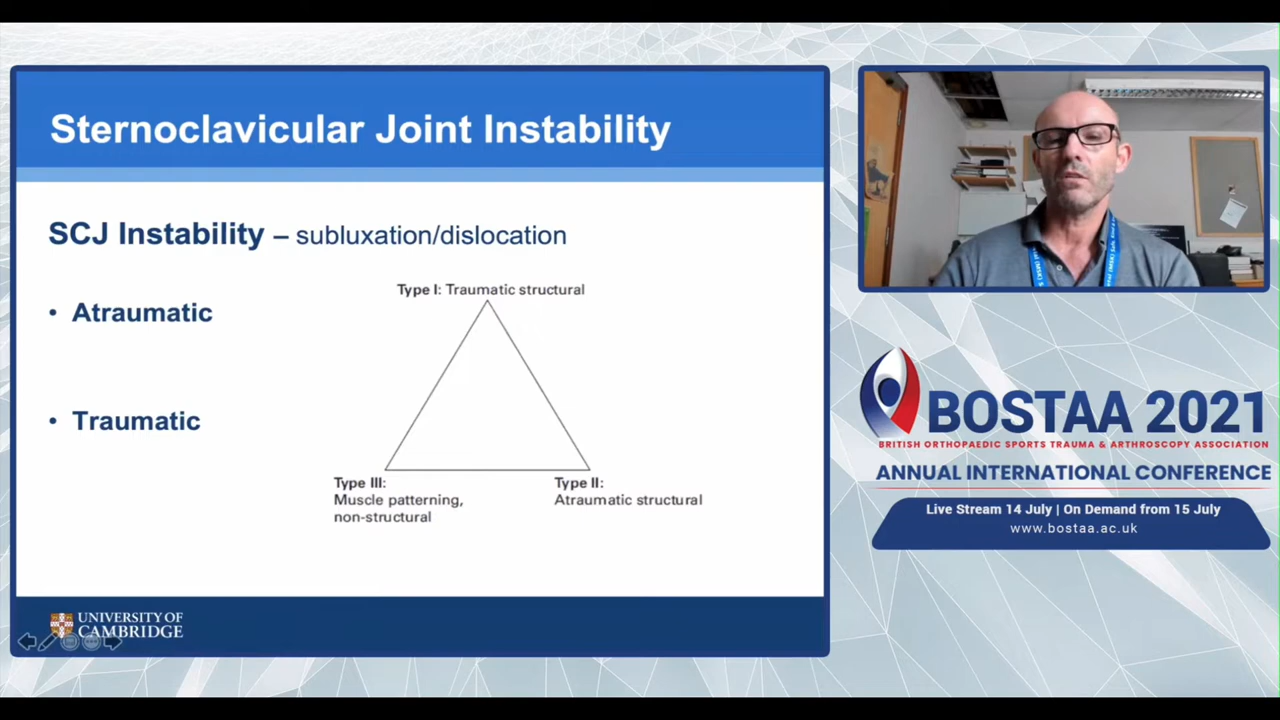 Sternoclavicular Joint Instability
SCJ Instability – subluxation/dislocation
• Atraumatic
• Traumatic
Type I: Traumatic structural
Type III:
Muscle patterning,
non-structural
Type II:
Atraumatic structural
UNIVERSITY OF
CAMBRIDGE
BOSTAA 2021
BRITISH ORTHOPAEDIC SPORTS TRAUMA & ARTHROSCOPY ASSOCIATION
ANNUAL INTERNATIONAL CONFERENCE
Live Stream 14 July | On Demand from 15 July
www.bostaa.ac.uk